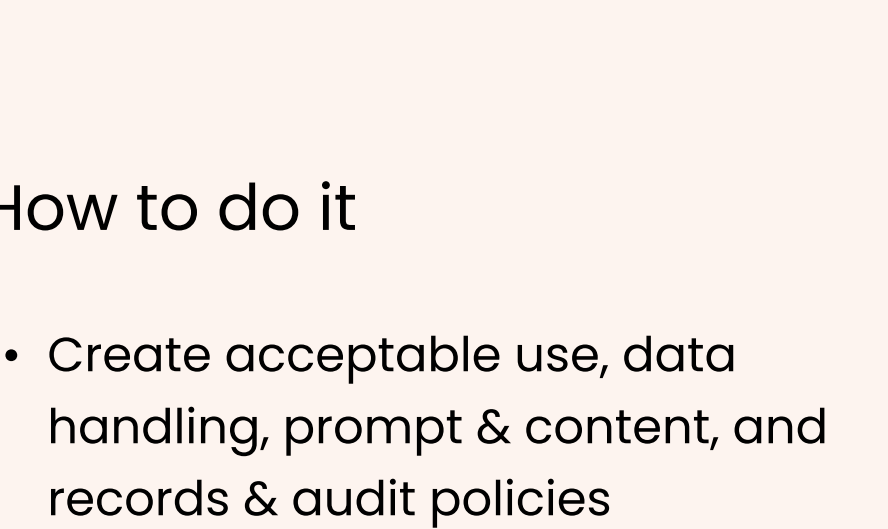 How to do it
• Create acceptable use, data
handling, prompt & content, and
records & audit policies